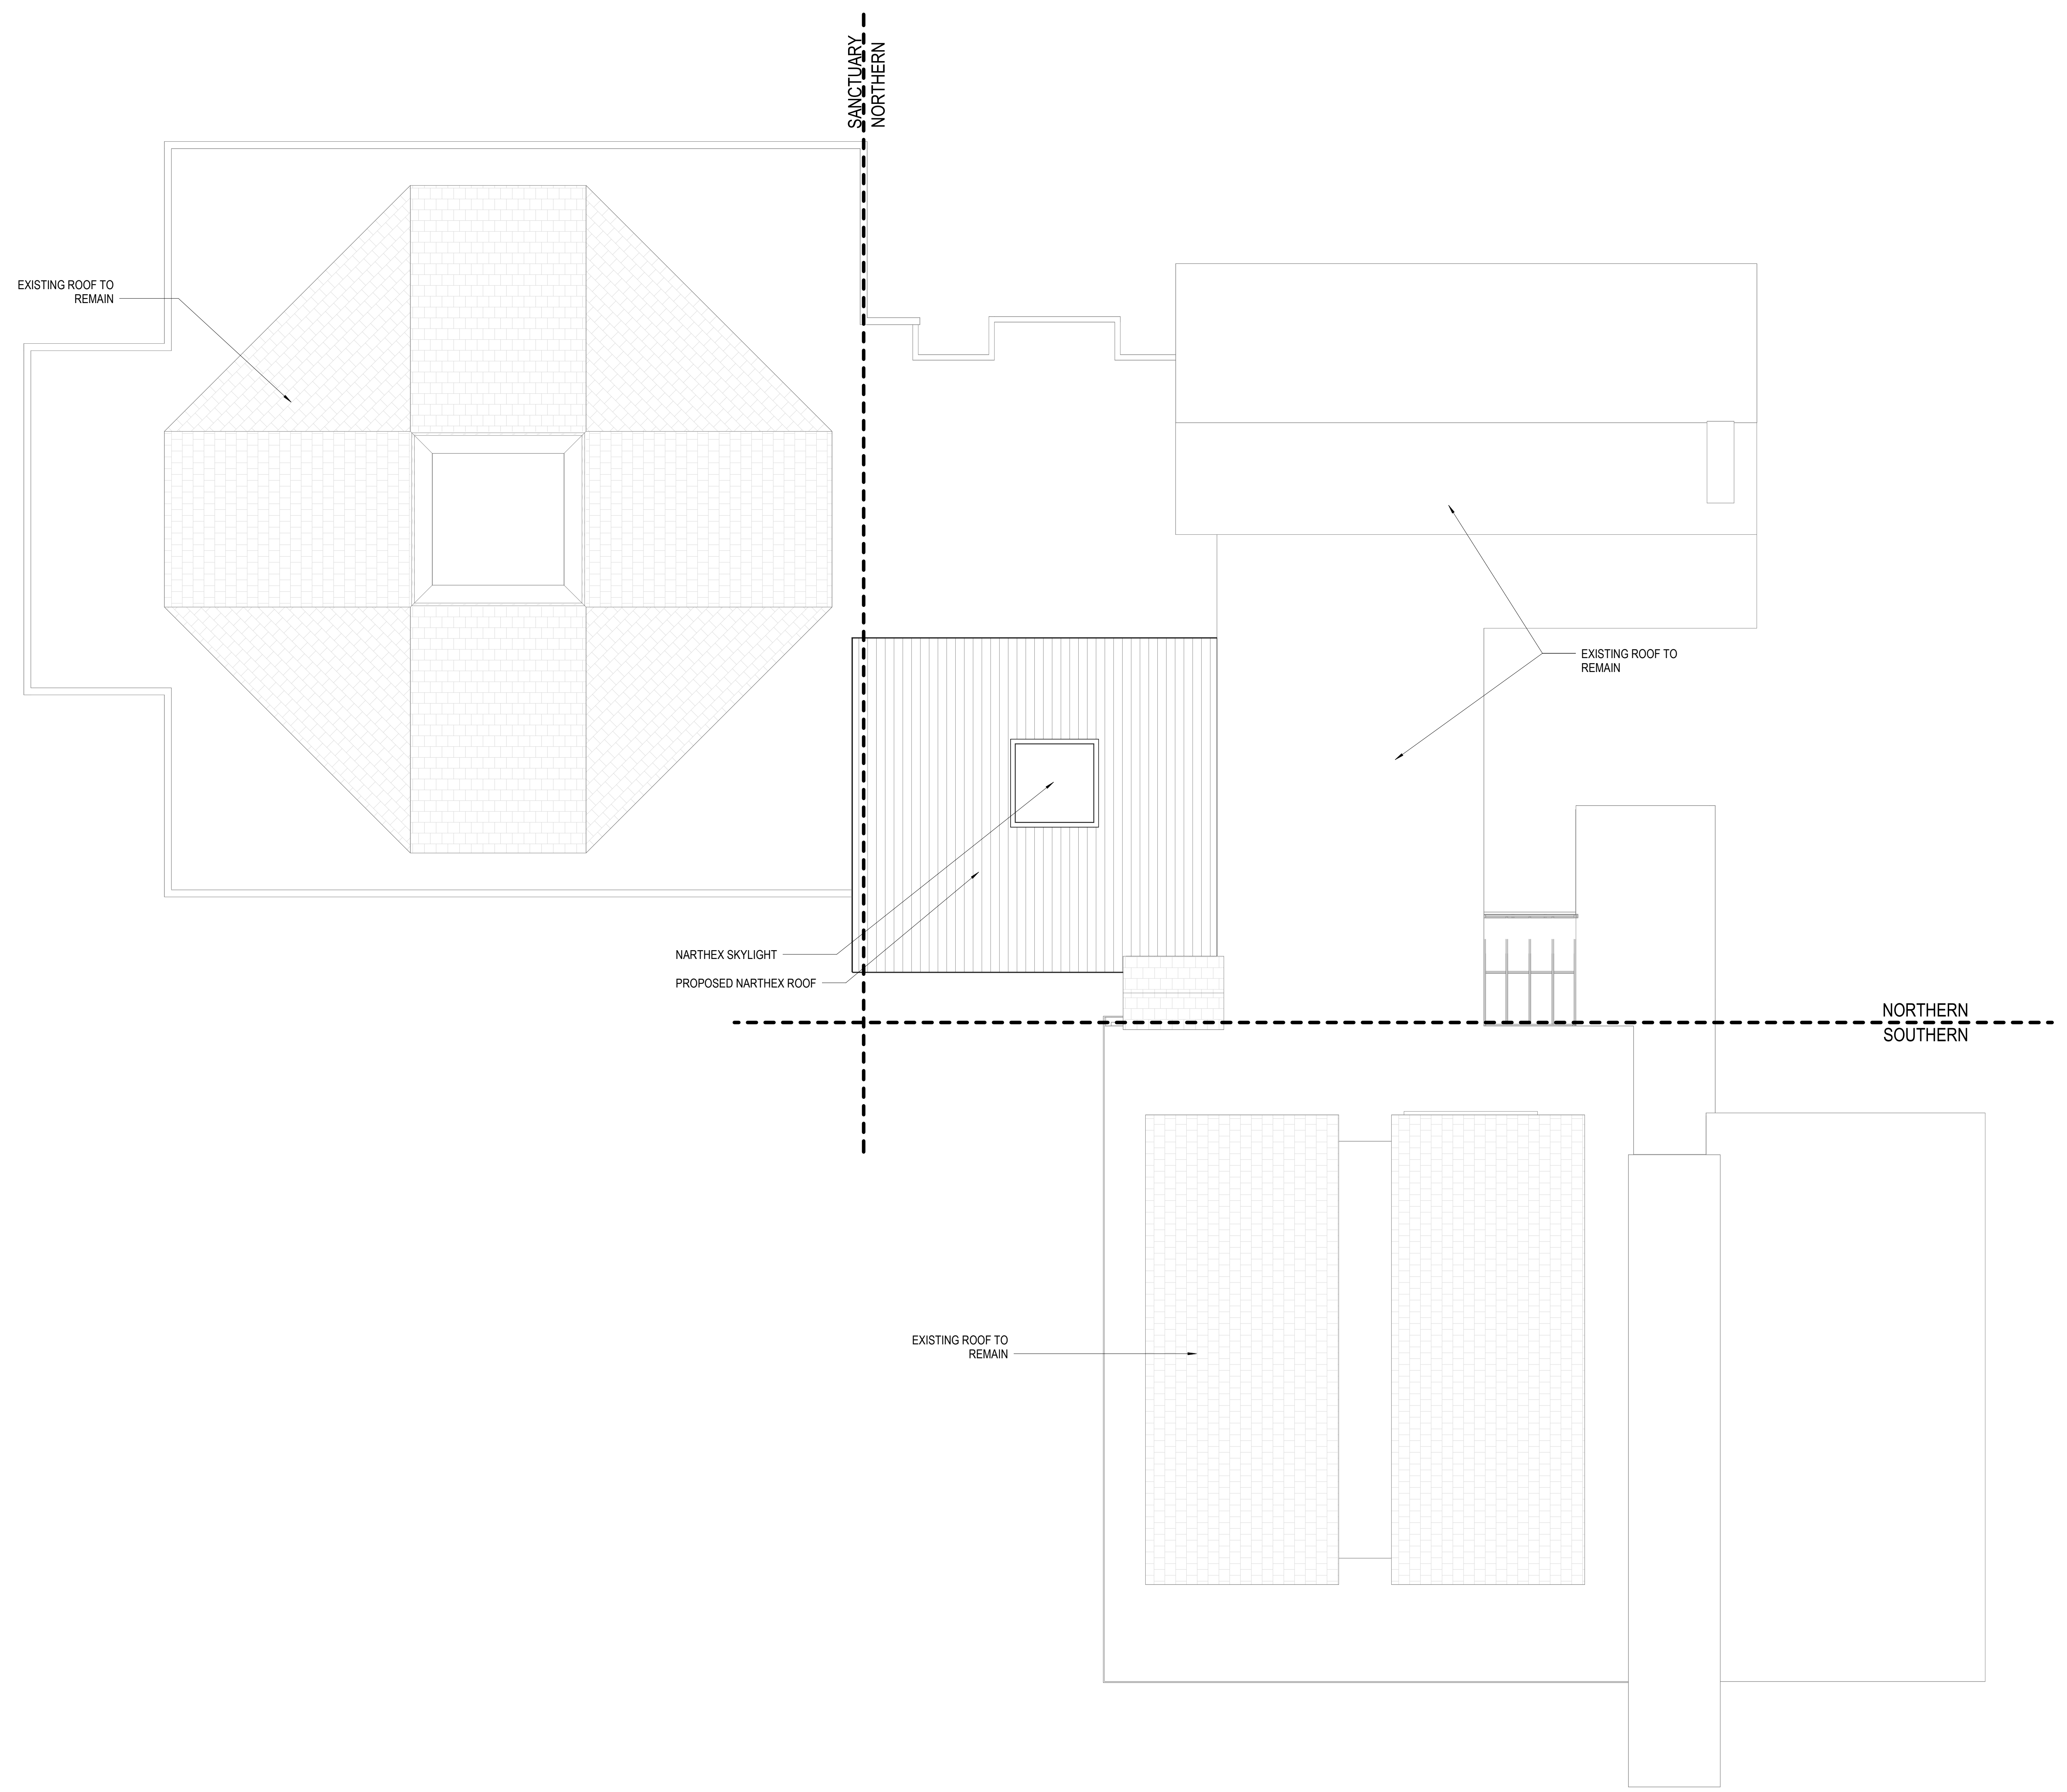 SANCTUARY
NORTHERN
EXISTING ROOF TO
REMAIN
EXISTING ROOF TO
REMAIN
NARTHEX SKYLIGHT
PROPOSED NARTHEX ROOF
NORTHERN
SOUTHERN
EXISTING ROOF TO
REMAIN